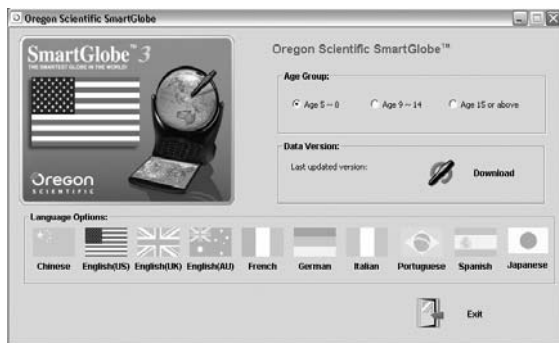 Oregon Scientific SmartGlobe
SmartGlobe™ 3
THE SMARTEST GLOBE IN THE WORLD!
Oregon
SCIENTIFIC
Oregon Scientific SmartGlobe™
Age Group:
Age 5 ~ 8 Age 9 ~ 14 Age 15 or above
Data Version:
Last updated version: Download
Language Options:
Chinese English(US) English(UK) English(AU) French German Italian Portuguese Spanish Japanese
Exit